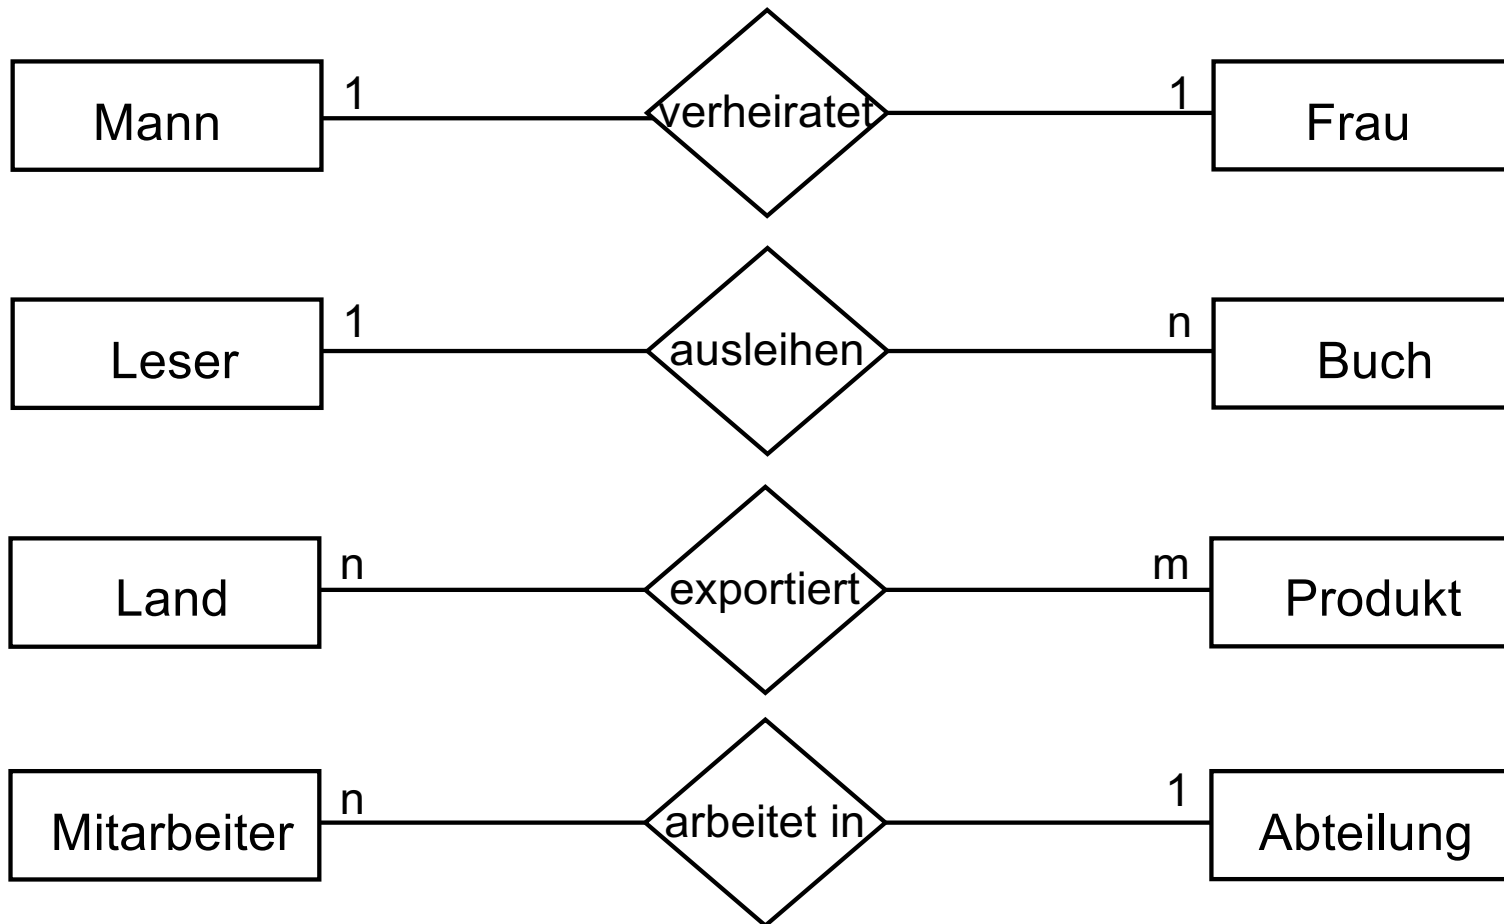 Mann 1 verheiratet 1 Frau
Leser 1 ausleihen n Buch
Land n exportiert m Produkt
Mitarbeiter n arbeitet in 1 Abteilung